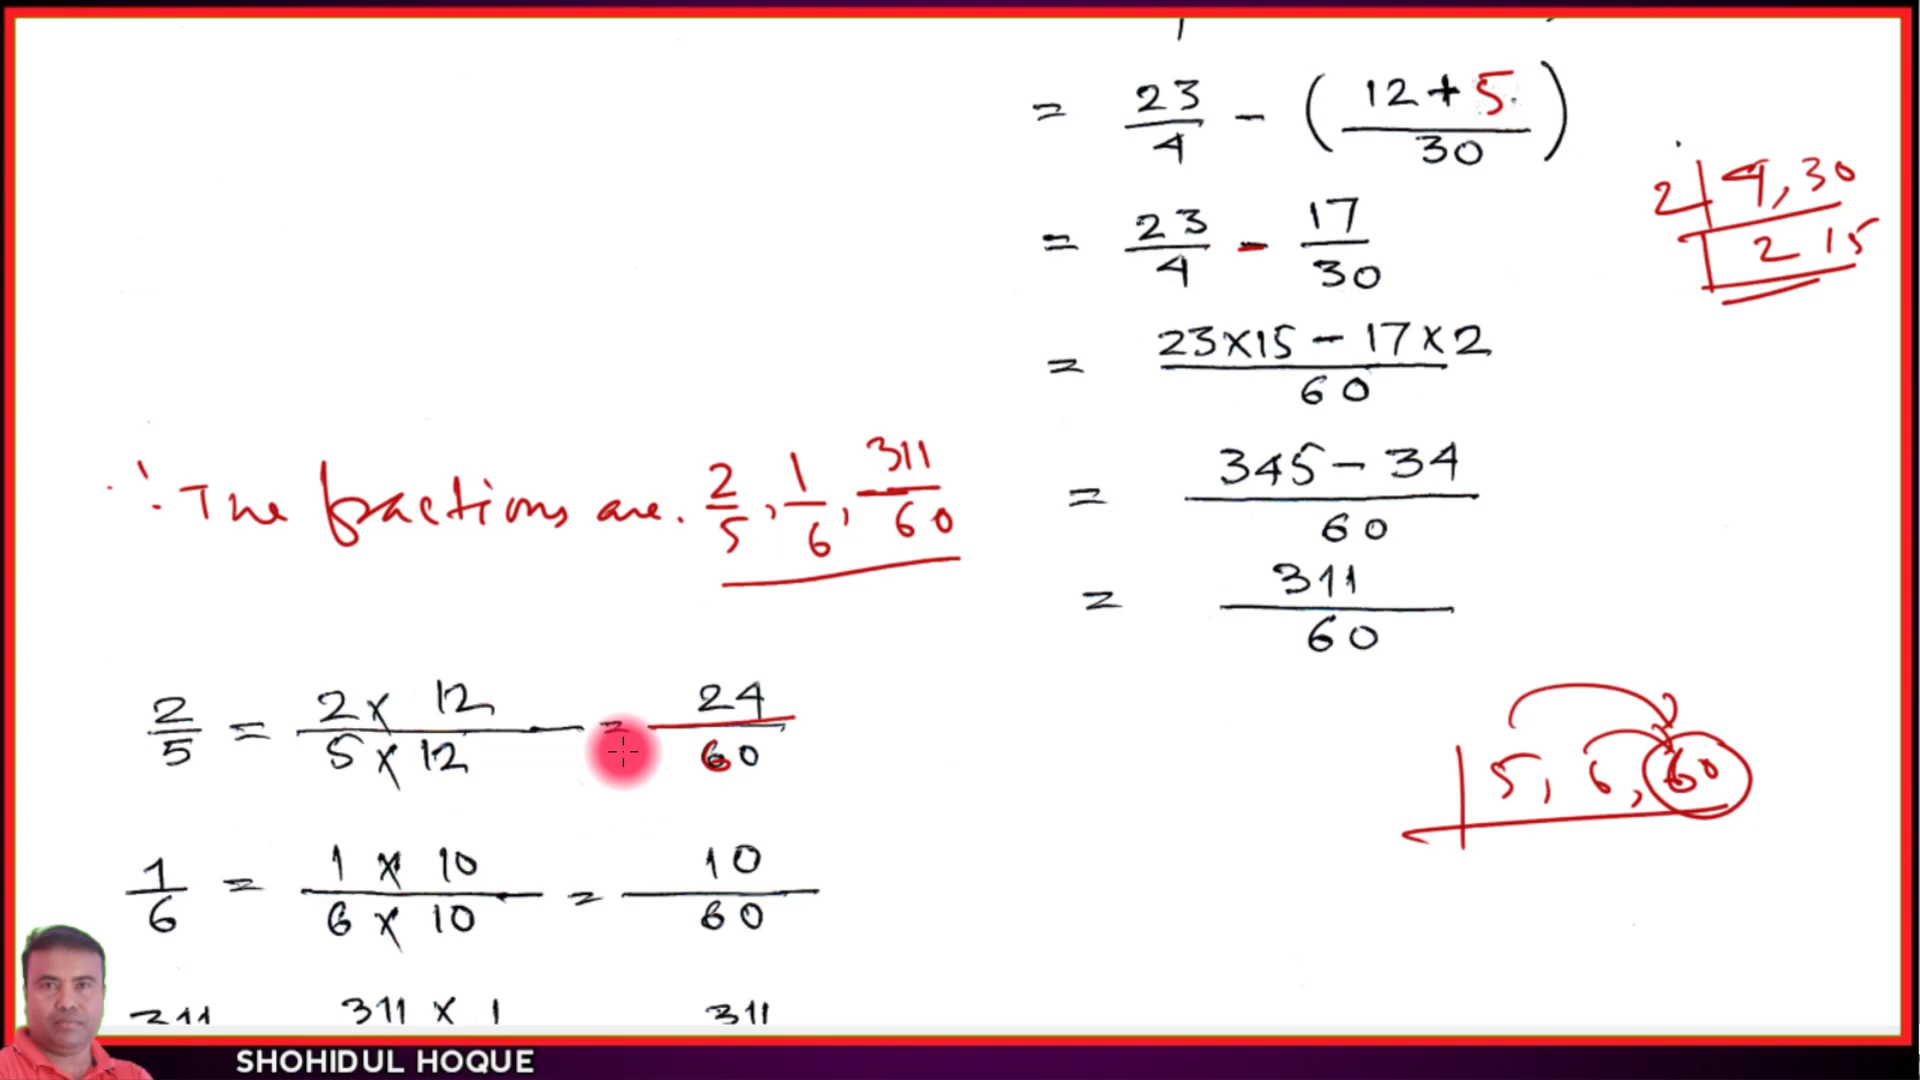 = 23/4 - (12+5/30)
2 | 4, 30
2 15
= 23/4 - 17/30
= 23×15 - 17×2/60
= 345 - 34/60
= 311/60
∴ The fractions are. 2/5, 1/6, 311/60
2/5 = 2 × 12/5 × 12 = 24/60
5, 6, 60
1/6 = 1 × 10/6 × 10 = 10/60
311 311 × 1 311
SHOHIDUL HOQUE